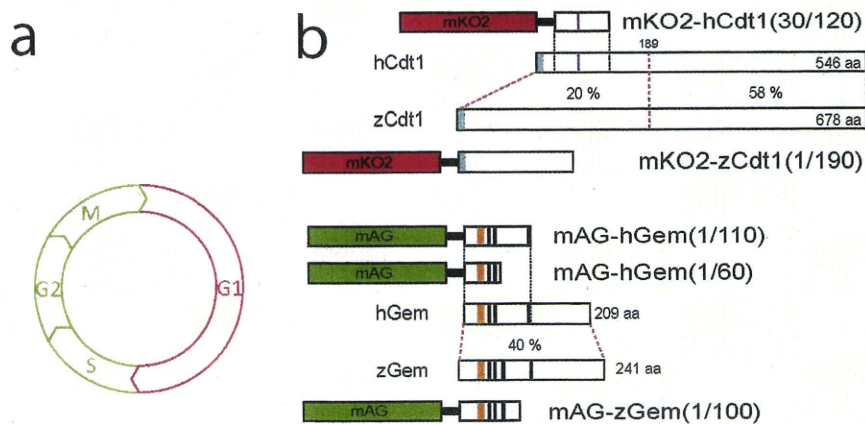 a
b
mKO2
mKO2-hCdt1(30/120)
189
hCdt1
546 aa
20 %
58 %
zCdt1
678 aa
mKO2
mKO2-zCdt1(1/190)
M
G2
G1
S
mAG
mAG-hGem(1/110)
mAG
mAG-hGem(1/60)
hGem
209 aa
40 %
zGem
241 aa
mAG
mAG-zGem(1/100)